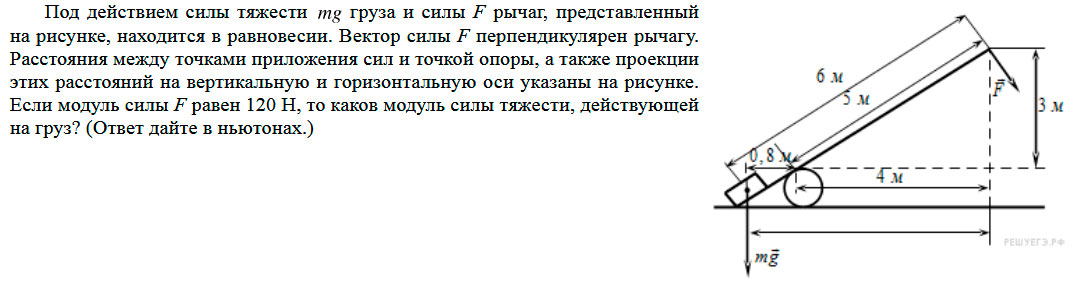 Под действием силы тяжести mg груза и силы F рычаг, представленный
на рисунке, находится в равновесии. Вектор силы F перпендикулярен рычагу.
Расстояния между точками приложения сил и точкой опоры, а также проекции
этих расстояний на вертикальную и горизонтальную оси указаны на рисунке.
Если модуль силы F равен 120 Н, то каков модуль силы тяжести, действующей
на груз? (Ответ дайте в ньютонах.)
6 м
5 м
F⃗
3 м
0,8 м
4 м
mg⃗
РЕШУЕГЭ.РФ